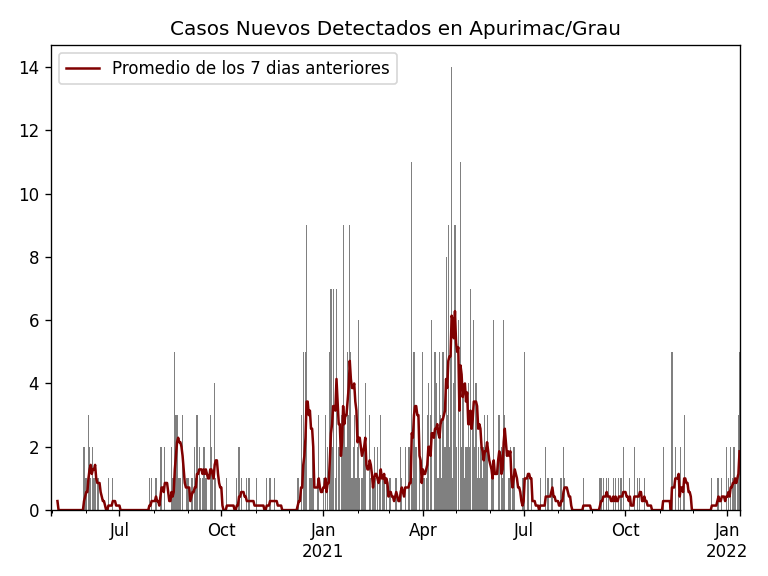 Casos Nuevos Detectados en Apurimac/Grau
Promedio de los 7 dias anteriores
14
12
10
8
6
4
2
0
Jul
Oct
Jan
2021
Apr
Jul
Oct
Jan
2022